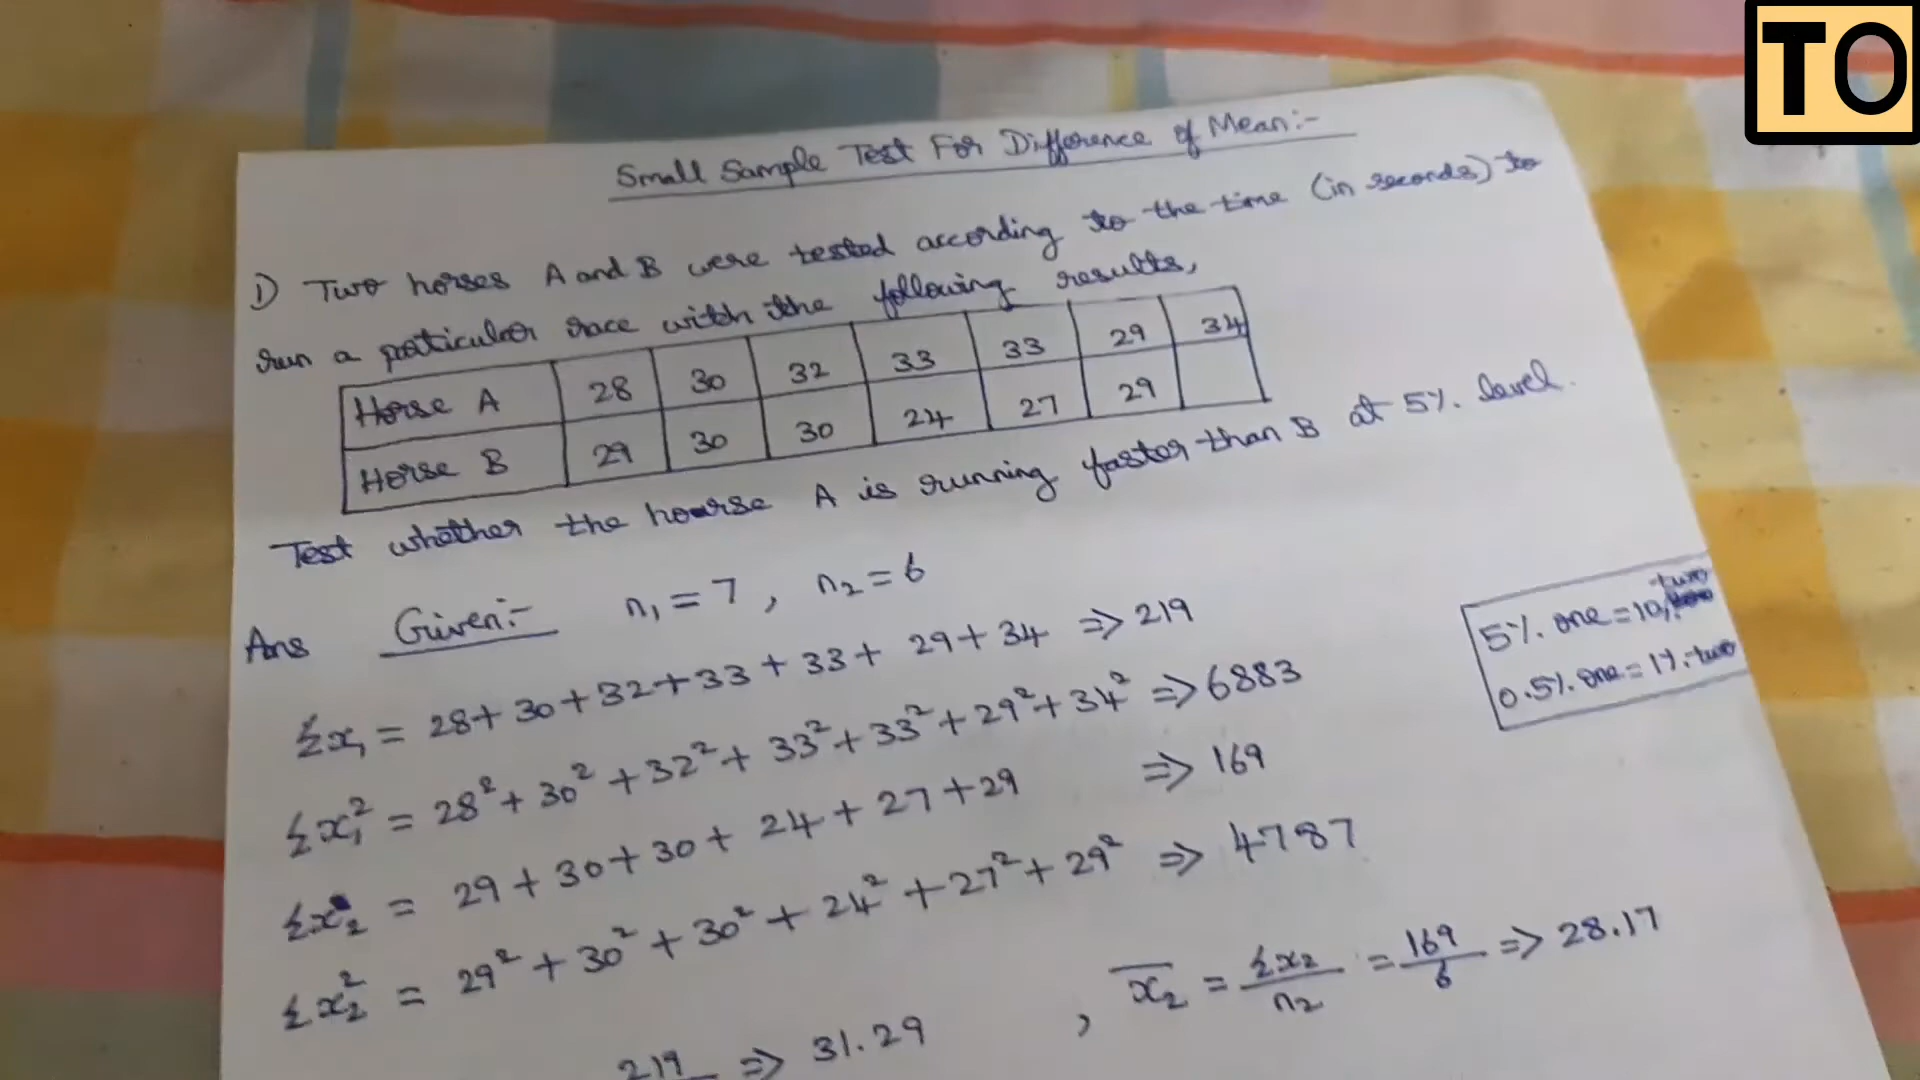 TO
Small Sample Test For Difference of Mean:-
1) Two horses A and B were tested according to the time (in seconds) to
run a particular race with the following results,
Horse A 28 30 32 33 33 29 34
Horse B 29 30 30 24 27 29
Test whether the hourse A is running faster than B at 5% level.
Ans Given:- n₁ = 7, n₂ = 6
5% one = 10% two
0.5% one = 1% two
Σx₁ = 28 + 30 + 32 + 33 + 33 + 29 + 34 => 219
Σx₁² = 28² + 30² + 32² + 33² + 33² + 29² + 34² => 6883
Σx₂ = 29 + 30 + 30 + 24 + 27 + 29 => 169
Σx₂² = 29² + 30² + 30² + 24² + 27² + 29² => 4787
219 => 31.29 , x̄₂ = Σx₂/n₂ = 169/6 => 28.17